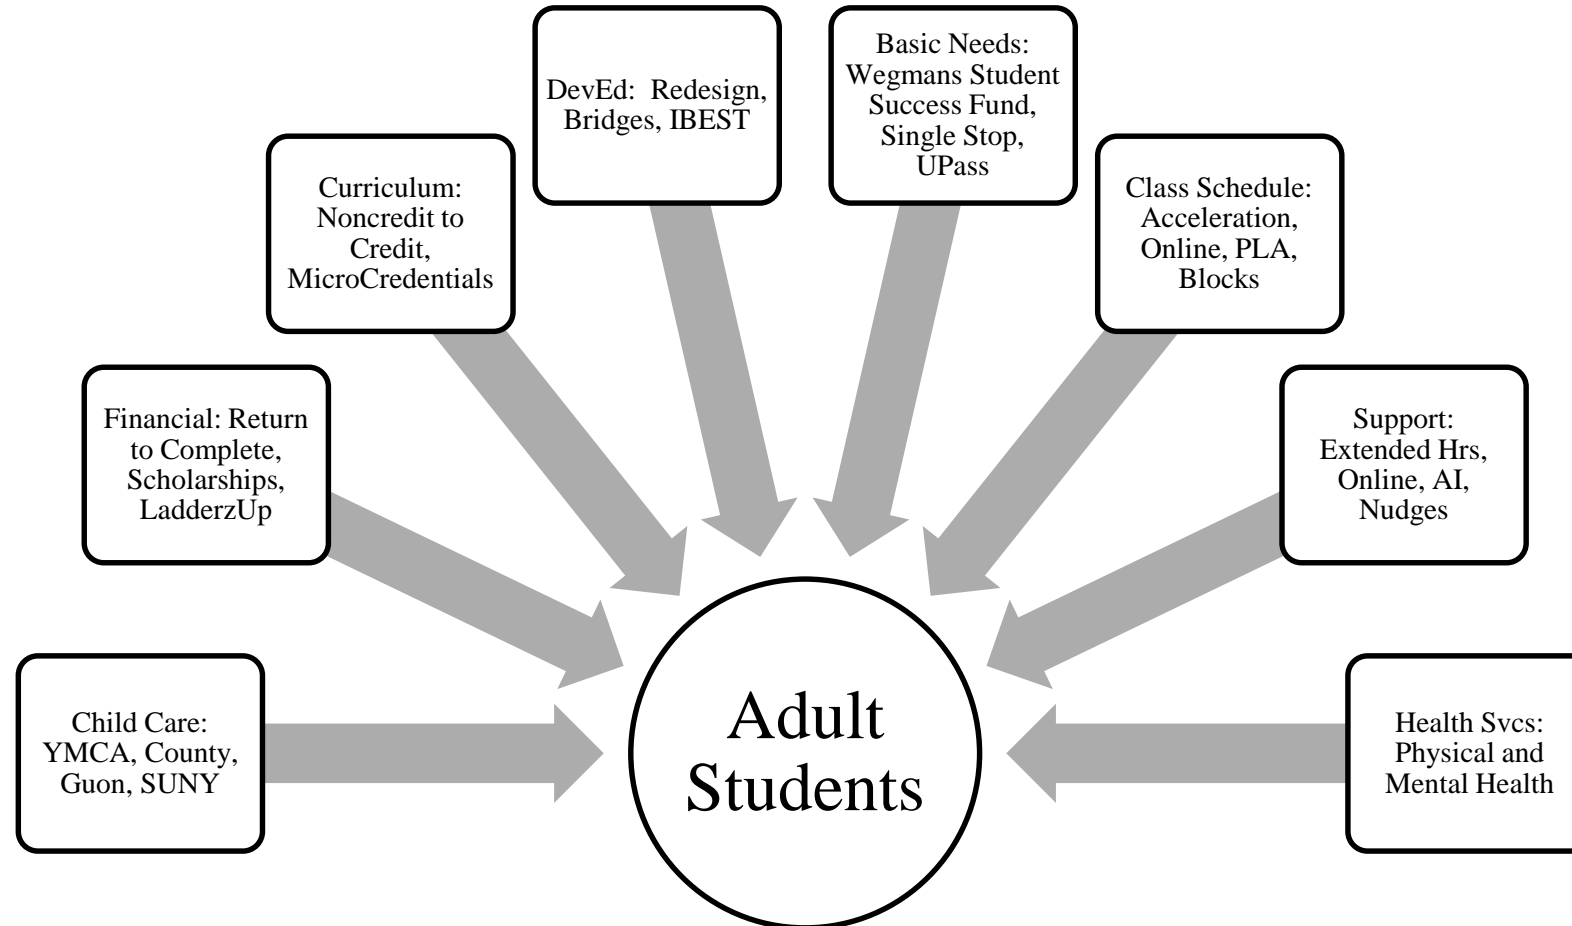 Basic Needs:
Wegmans Student
Success Fund,
Single Stop,
UPass
DevEd:  Redesign,
Bridges, IBEST
Curriculum:
Noncredit to
Credit,
MicroCredentials
Class Schedule:
Acceleration,
Online, PLA,
Blocks
Financial: Return
to Complete,
Scholarships,
LadderzUp
Support:
Extended Hrs,
Online, AI,
Nudges
Child Care:
YMCA, County,
Guon, SUNY
Adult
Students
Health Svcs:
Physical and
Mental Health